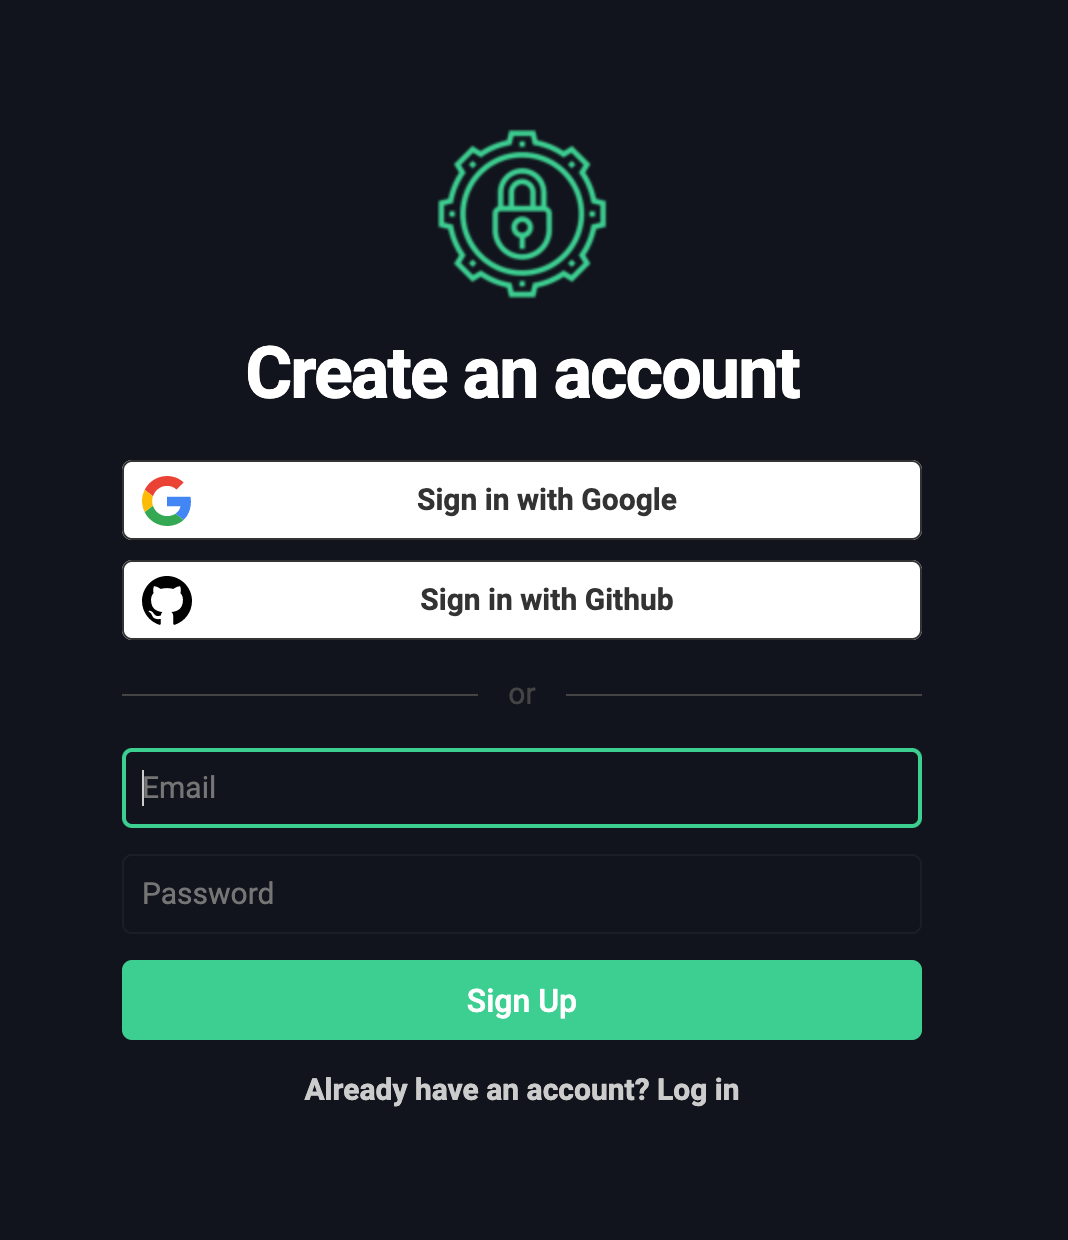 Create an account
Sign in with Google
Sign in with Github
or
Email
Password
Sign Up
Already have an account? Log in